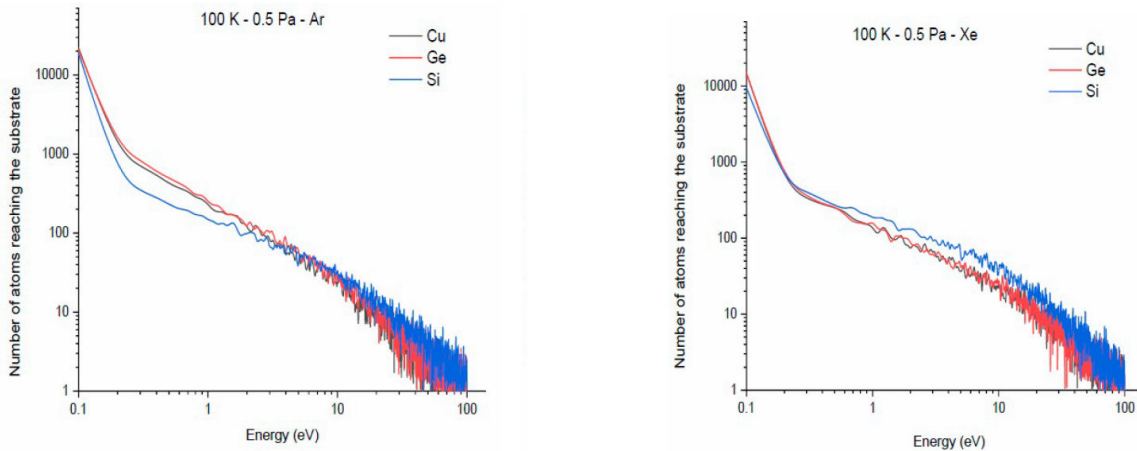 100 K - 0.5 Pa - Ar
Cu
Ge
Si
Number of atoms reaching the substrate
10000
1000
100
10
1
0.1
1
10
100
Energy (eV)
100 K - 0.5 Pa - Xe
Cu
Ge
Si
Number of atoms reaching the substrate
10000
1000
100
10
1
0.1
1
10
100
Energy (eV)